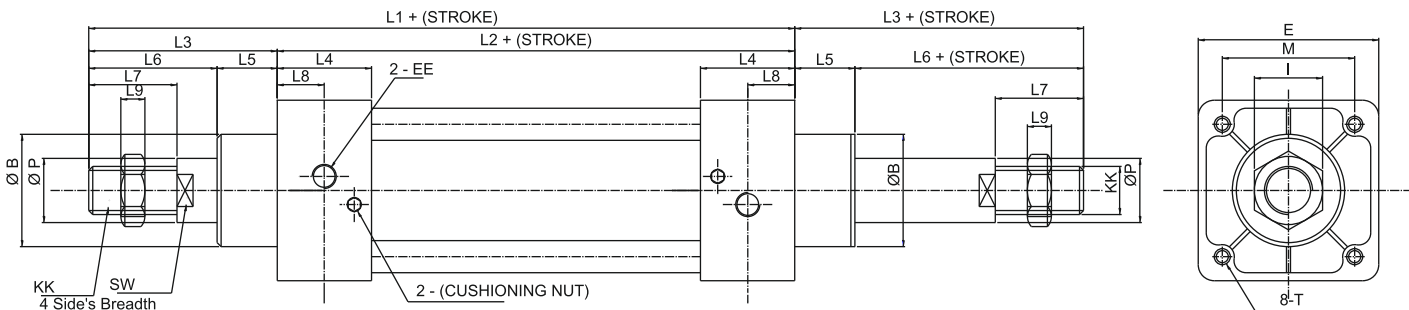 L1 + (STROKE)
L3 + (STROKE)
L3
L2 + (STROKE)
L6
L5
L4
L4
L5
L6 + (STROKE)
L7
L8
2 - EE
L8
L7
L9
L9
Ø B
Ø P
ØB
KK
ØP
KK
4 Side's Breadth
SW
2 - (CUSHIONING NUT)
E
M
I
8-T